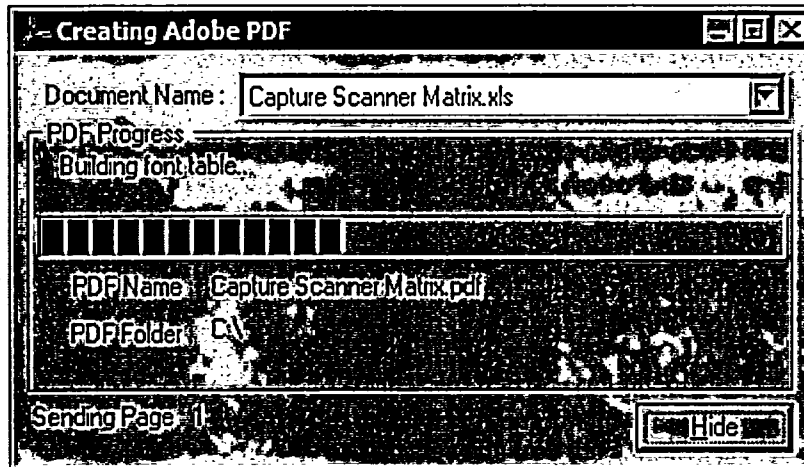 Creating Adobe PDF
Document Name: Capture Scanner Matrix.xls
PDF Progress
Building font table...
PDF Name Capture Scanner Matrix.pdf
PDF Folder C:\
Sending Page 1
Hide